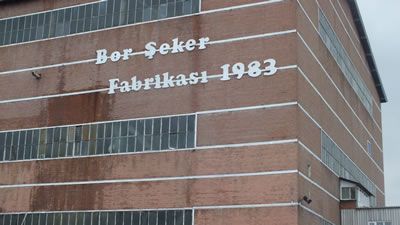 Bor Şeker
Fabrikası 1983